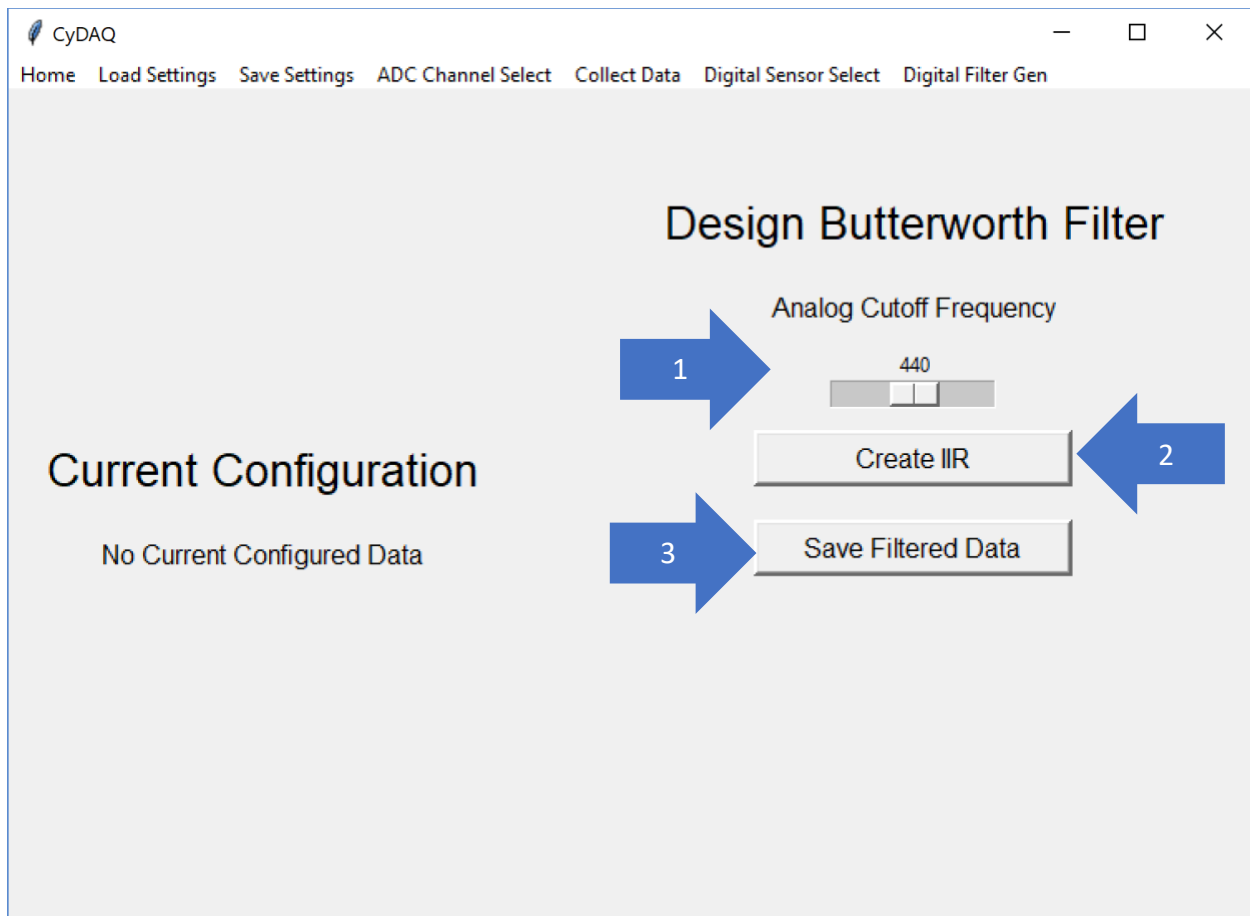 CyDAQ
Home Load Settings Save Settings ADC Channel Select Collect Data Digital Sensor Select Digital Filter Gen
Design Butterworth Filter
Analog Cutoff Frequency
1
440
Create IIR
2
Current Configuration
Save Filtered Data
3
No Current Configured Data